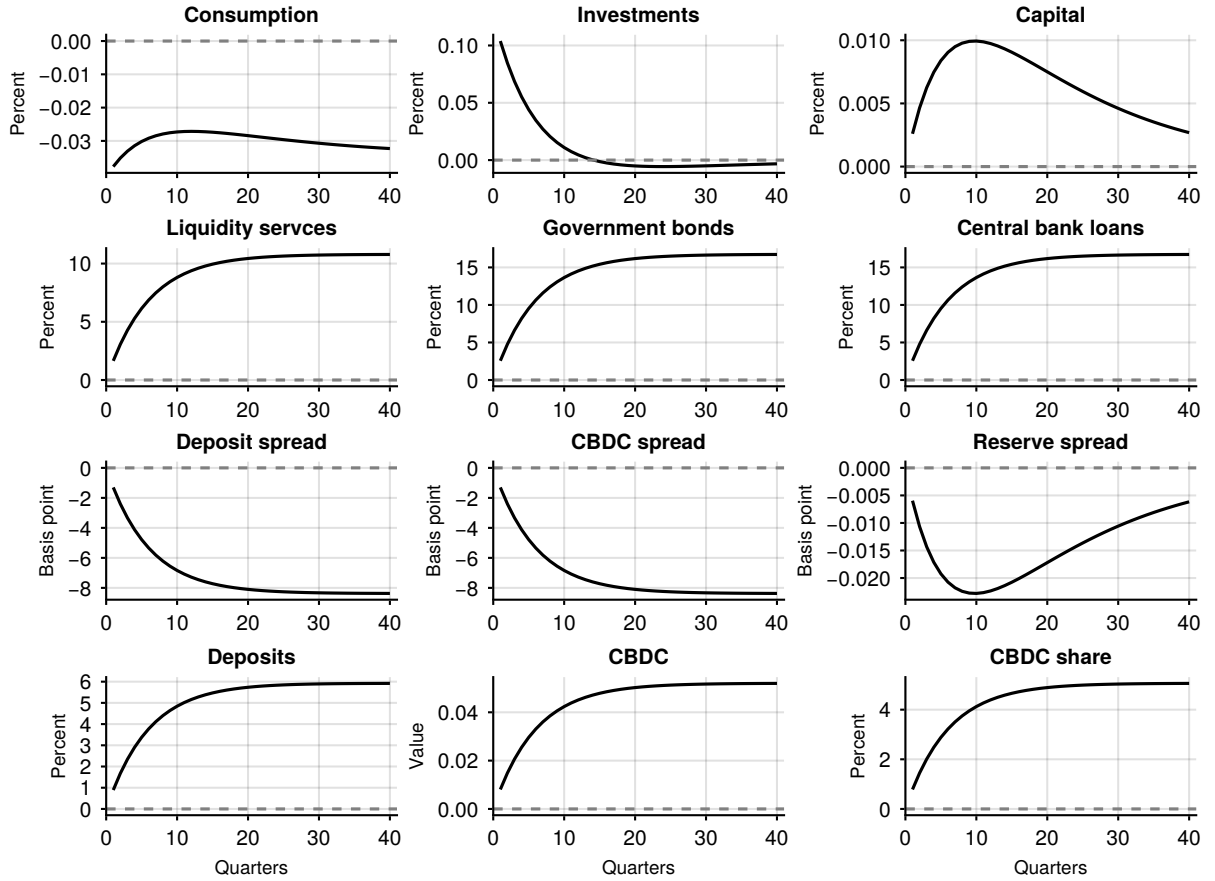 Consumption
Investments
Capital
Percent
0.00
−0.01
−0.02
−0.03
0 10 20 30 40
Percent
0.10
0.05
0.00
0 10 20 30 40
Percent
0.010
0.005
0.000
0 10 20 30 40
Liquidity servces
Government bonds
Central bank loans
Percent
10
5
0
0 10 20 30 40
Percent
15
10
5
0
0 10 20 30 40
Percent
15
10
5
0
0 10 20 30 40
Deposit spread
CBDC spread
Reserve spread
Basis point
0
−2
−4
−6
−8
0 10 20 30 40
Basis point
0
−2
−4
−6
−8
0 10 20 30 40
Basis point
0.000
−0.005
−0.010
−0.015
−0.020
0 10 20 30 40
Deposits
CBDC
CBDC share
Percent
6
5
4
3
2
1
0
0 10 20 30 40
Quarters
Value
0.04
0.02
0.00
0 10 20 30 40
Quarters
Percent
4
2
0
0 10 20 30 40
Quarters